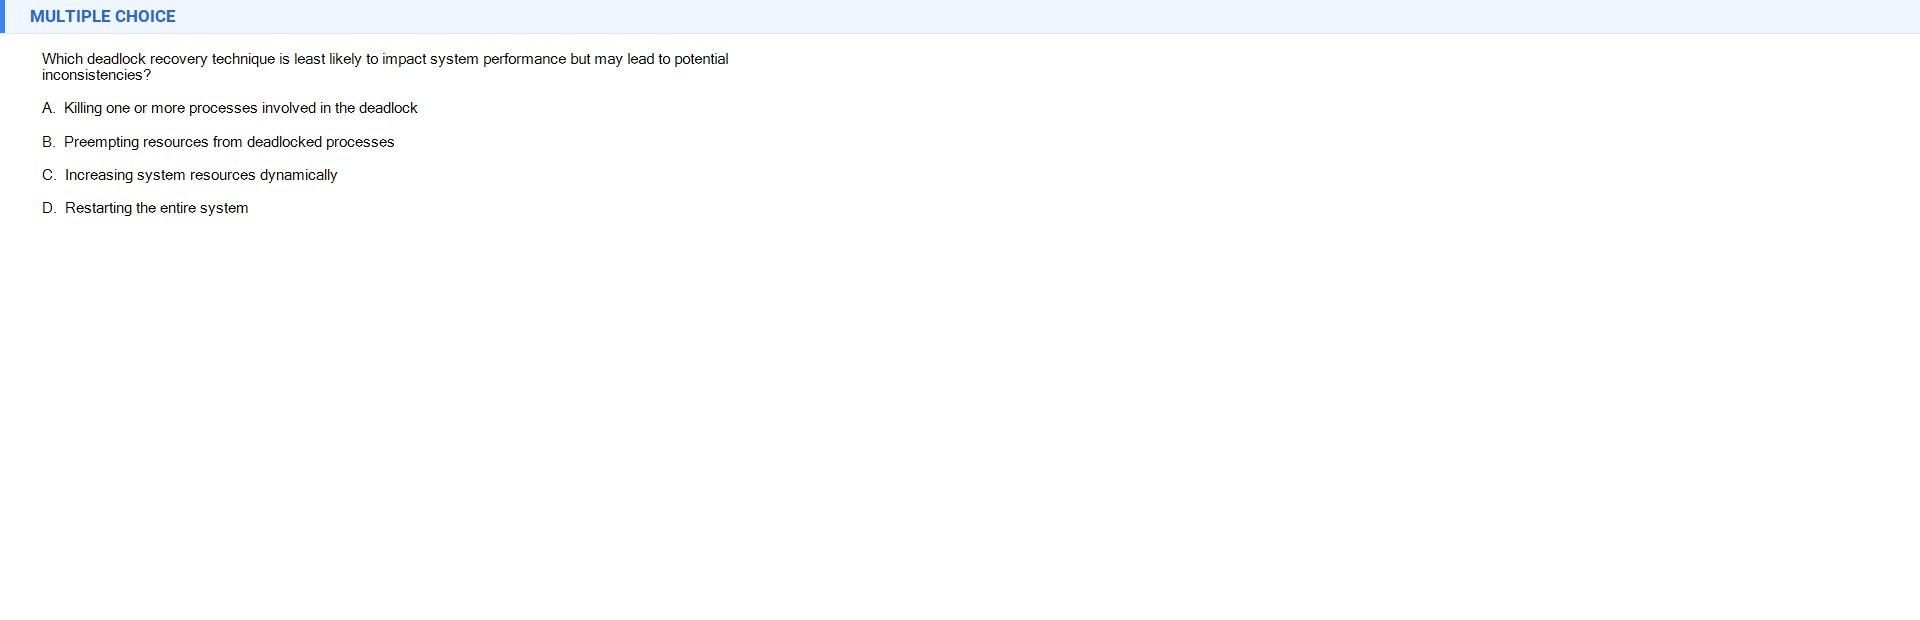 MULTIPLE CHOICE
Which deadlock recovery technique is least likely to impact system performance but may lead to potential
inconsistencies?
A. Killing one or more processes involved in the deadlock
B. Preempting resources from deadlocked processes
C. Increasing system resources dynamically
D. Restarting the entire system